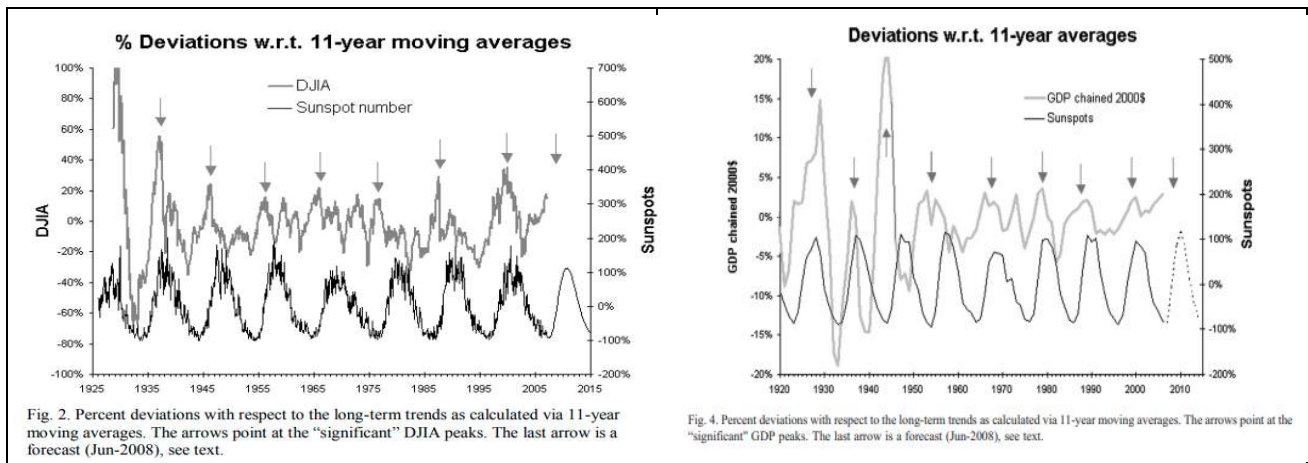 % Deviations w.r.t. 11-year moving averages
100%
80%
60%
40%
20%
0%
-20%
-40%
-60%
-80%
-100%
DJIA
DJIA
Sunspot number
700%
600%
500%
400%
300%
200%
100%
0%
-100%
-200%
Sunspots
1925 1935 1945 1955 1965 1975 1985 1995 2005 2015
Fig. 2. Percent deviations with respect to the long-term trends as calculated via 11-year
moving averages. The arrows point at the “significant” DJIA peaks. The last arrow is a
forecast (Jun-2008), see text.
Deviations w.r.t. 11-year averages
20%
15%
10%
5%
0%
-5%
-10%
-15%
-20%
GDP chained 2000$
GDP chained 2000$
Sunspots
500%
400%
300%
200%
100%
0%
-100%
-200%
Sunspots
1920 1930 1940 1950 1960 1970 1980 1990 2000 2010
Fig. 4. Percent deviations with respect to the long-term trends as calculated via 11-year moving averages. The arrows point at the
“significant” GDP peaks. The last arrow is a forecast (Jun-2008), see text.